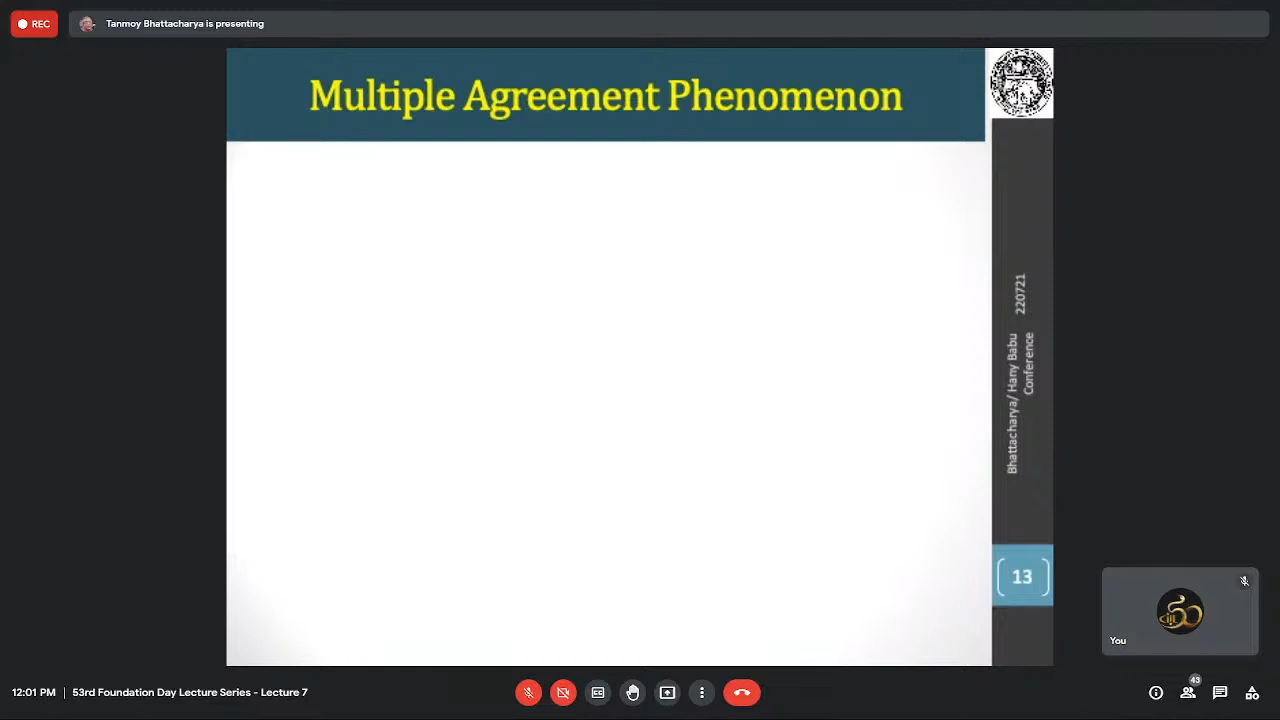 REC
Tanmoy Bhattacharya is presenting
Multiple Agreement Phenomenon
Bhattacharya/ Hany Babu 220721
Conference
13
You
12:01 PM | 53rd Foundation Day Lecture Series - Lecture 7
43